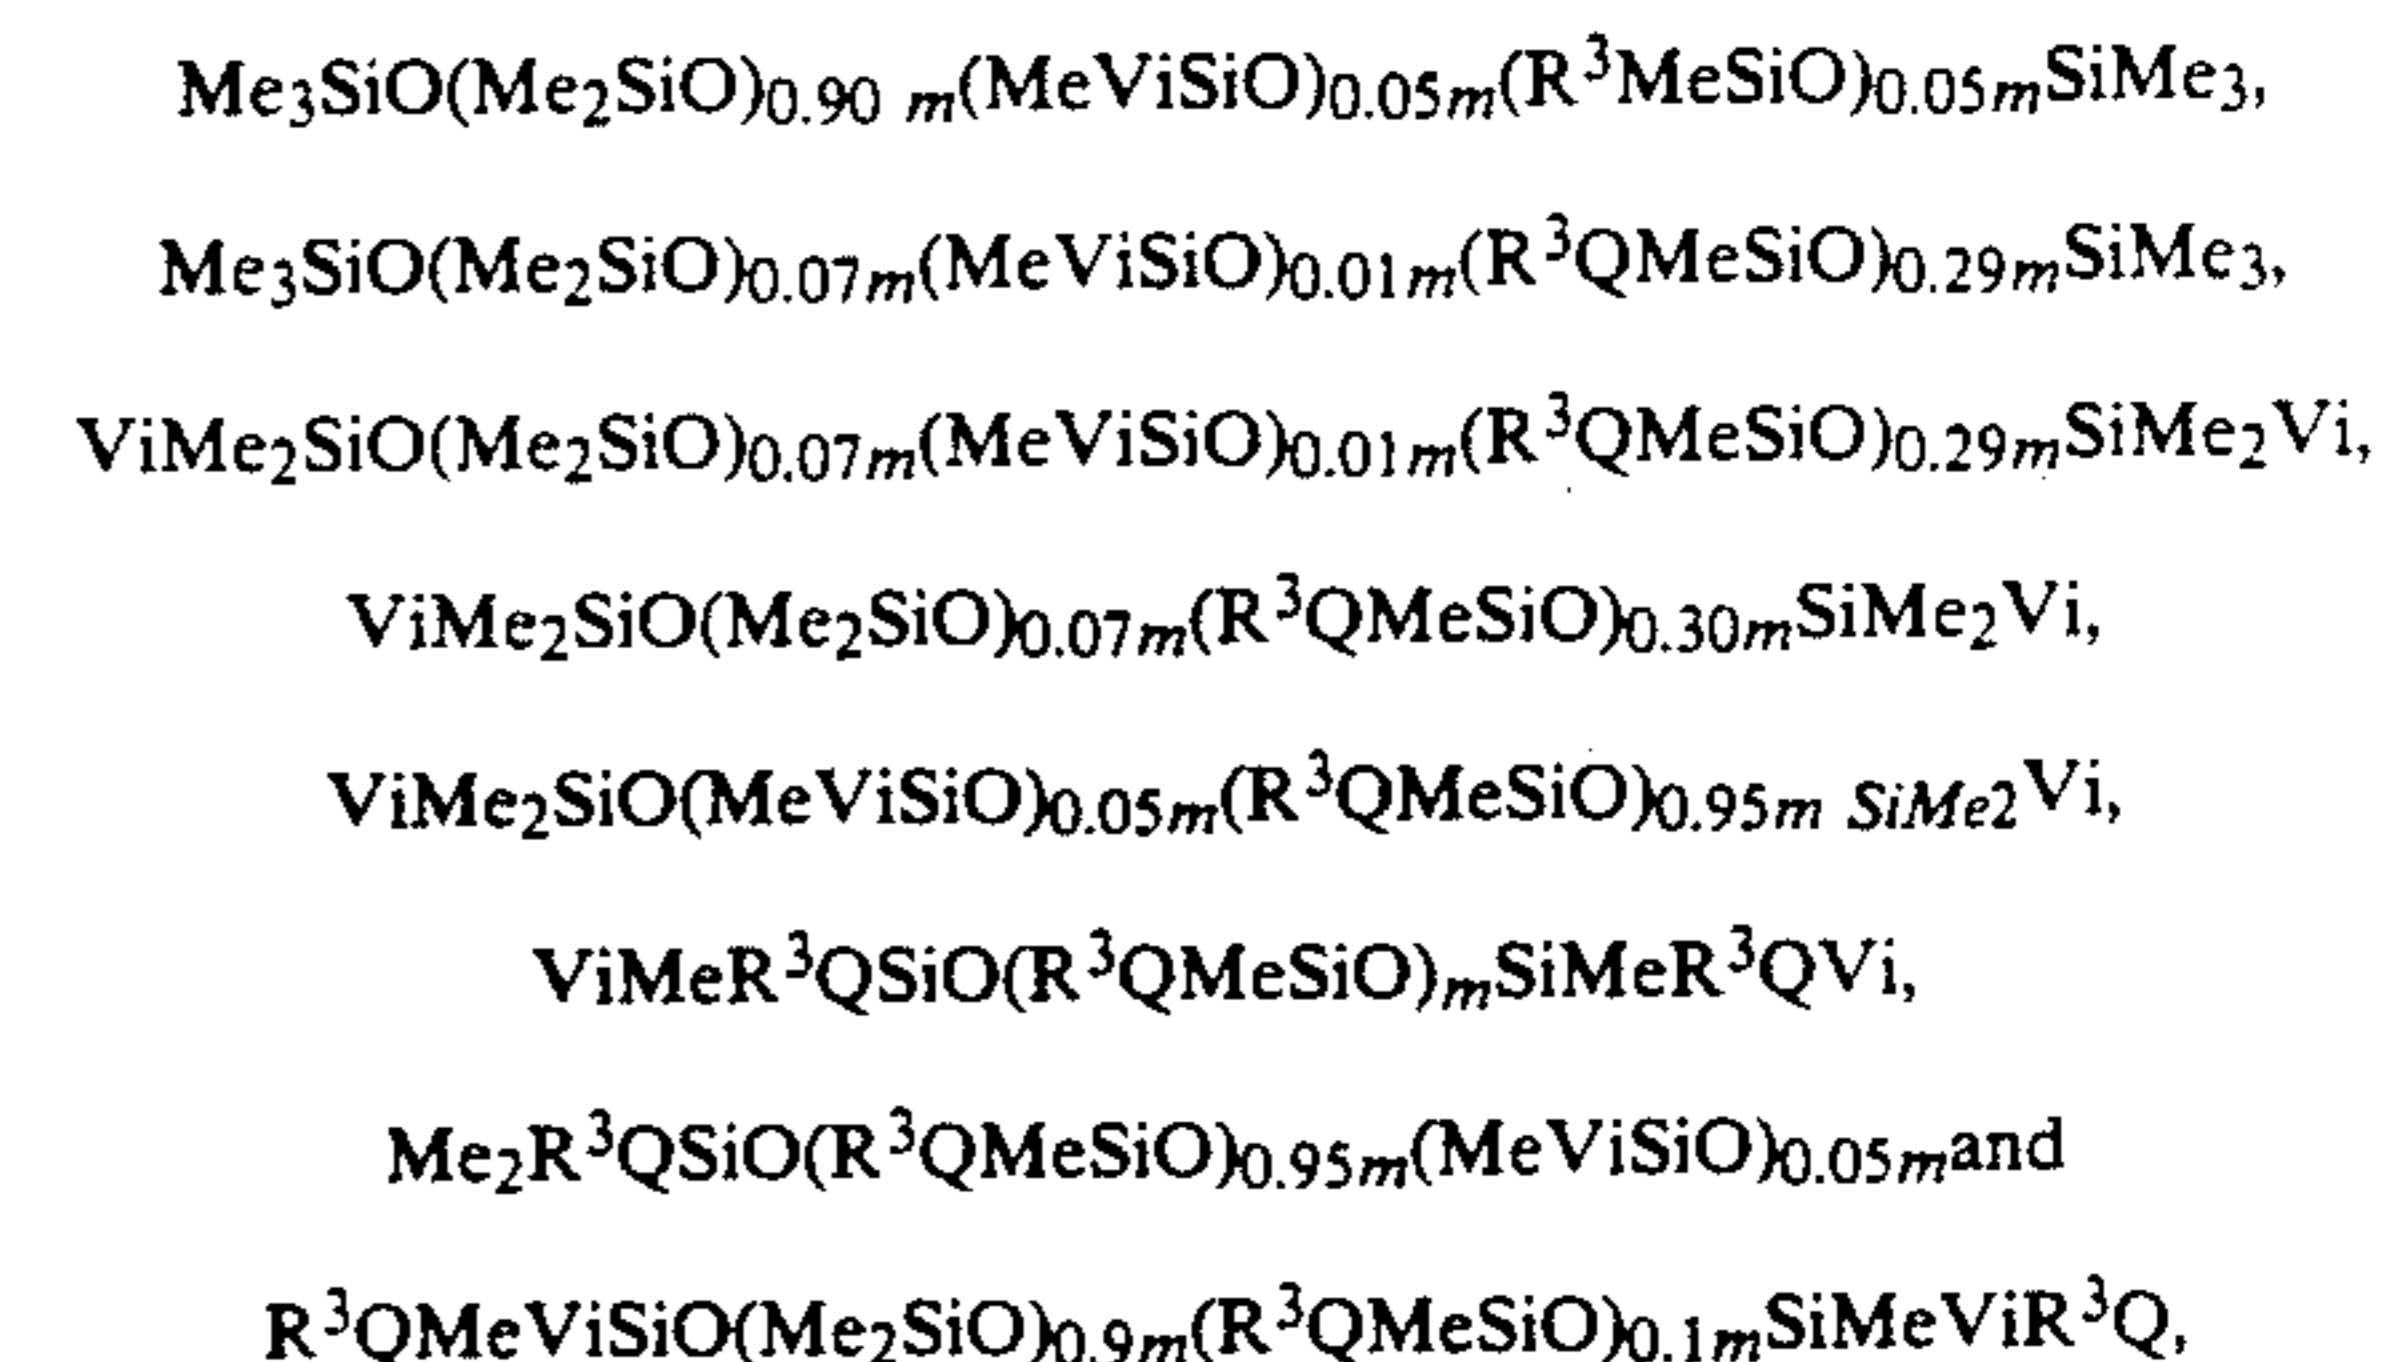 Me₃SiO(Me₂SiO)₀.₉₀ ₘ(MeViSiO)₀.₀₅ₘ(R³MeSiO)₀.₀₅ₘSiMe₃,
Me₃SiO(Me₂SiO)₀.₀₇ₘ(MeViSiO)₀.₀₁ₘ(R³QMeSiO)₀.₂₉ₘSiMe₃,
ViMe₂SiO(Me₂SiO)₀.₀₇ₘ(MeViSiO)₀.₀₁ₘ(R³QMeSiO)₀.₂₉ₘSiMe₂Vi,
ViMe₂SiO(Me₂SiO)₀.₀₇ₘ(R³QMeSiO)₀.₃₀ₘSiMe₂Vi,
ViMe₂SiO(MeViSiO)₀.₀₅ₘ(R³QMeSiO)₀.₉₅ₘ SiMe2Vi,
ViMeR³QSiO(R³QMeSiO)ₘSiMeR³QVi,
Me₂R³QSiO(R³QMeSiO)₀.₉₅ₘ(MeViSiO)₀.₀₅ₘand
R³QMeViSiO(Me₂SiO)₀.₉ₘ(R³QMeSiO)₀.₁ₘSiMeViR³Q,